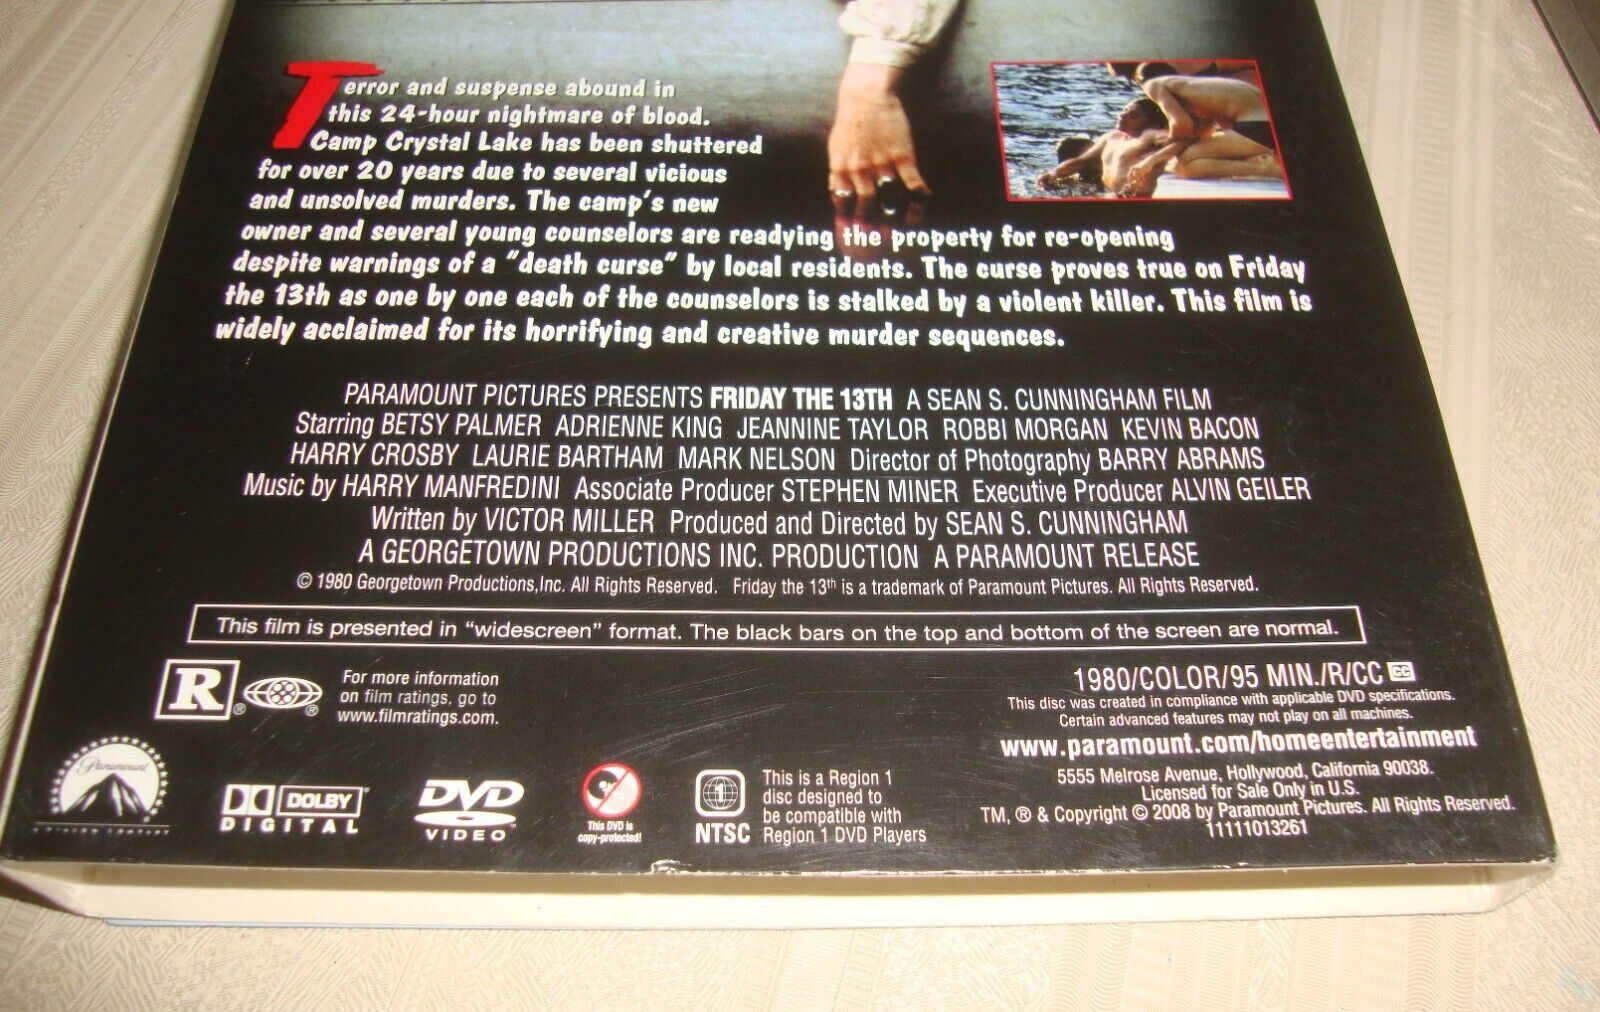 Terror and suspense abound in
this 24-hour nightmare of blood.
Camp Crystal Lake has been shuttered
for over 20 years due to several vicious
and unsolved murders. The camp's new
owner and several young counselors are readying the property for re-opening
despite warnings of a "death curse" by local residents. The curse proves true on Friday
the 13th as one by one each of the counselors is stalked by a violent killer. This film is
widely acclaimed for its horrifying and creative murder sequences.
PARAMOUNT PICTURES PRESENTS FRIDAY THE 13TH A SEAN S. CUNNINGHAM FILM
Starring BETSY PALMER ADRIENNE KING JEANNINE TAYLOR ROBBI MORGAN KEVIN BACON
HARRY CROSBY LAURIE BARTHAM MARK NELSON Director of Photography BARRY ABRAMS
Music by HARRY MANFREDINI Associate Producer STEPHEN MINER Executive Producer ALVIN GEILER
Written by VICTOR MILLER Produced and Directed by SEAN S. CUNNINGHAM
A GEORGETOWN PRODUCTIONS INC. PRODUCTION A PARAMOUNT RELEASE
© 1980 Georgetown Productions,Inc. All Rights Reserved. Friday the 13th is a trademark of Paramount Pictures. All Rights Reserved.
This film is presented in "widescreen" format. The black bars on the top and bottom of the screen are normal.
R ® ®
For more information
on film ratings, go to
www.filmratings.com.
1980/COLOR/95 MIN./R/CC CC
This disc was created in compliance with applicable DVD specifications.
Certain advanced features may not play on all machines.
www.paramount.com/homeentertainment
5555 Melrose Avenue, Hollywood, California 90038.
Licensed for Sale Only in U.S.
TM, ® & Copyright © 2008 by Paramount Pictures. All Rights Reserved.
11111013261
Paramount
DOLBY
DIGITAL
DVD
VIDEO
This DVD is
copy-protected!
1
NTSC
This is a Region 1
disc designed to
be compatible with
Region 1 DVD Players